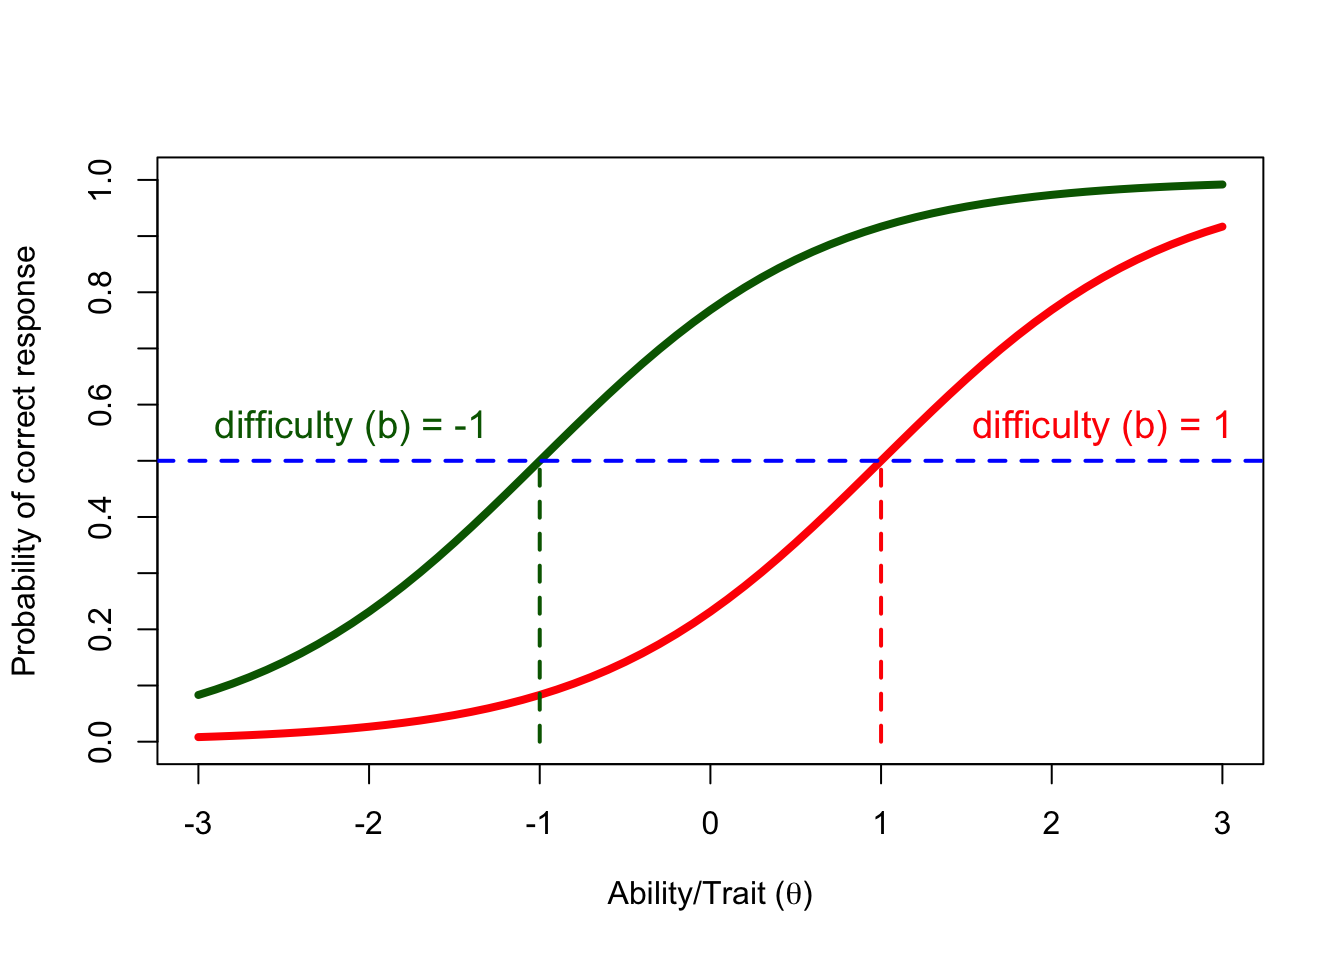 Probability of correct response
1.0
0.8
0.6
0.4
0.2
0.0
difficulty (b) = -1
difficulty (b) = 1
-3 -2 -1 0 1 2 3
Ability/Trait (θ)